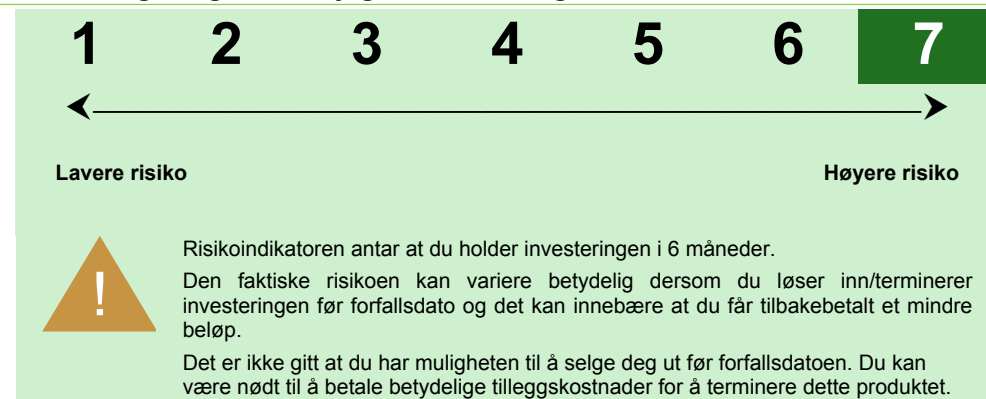 1 2 3 4 5 6 7
Lavere risiko Høyere risiko
!
Risikoindikatoren antar at du holder investeringen i 6 måneder.
Den faktiske risikoen kan variere betydelig dersom du løser inn/terminerer
investeringen før forfallsdato og det kan innebære at du får tilbakebetalt et mindre
beløp.
Det er ikke gitt at du har muligheten til å selge deg ut før forfallsdatoen. Du kan
være nødt til å betale betydelige tilleggskostnader for å terminere dette produktet.